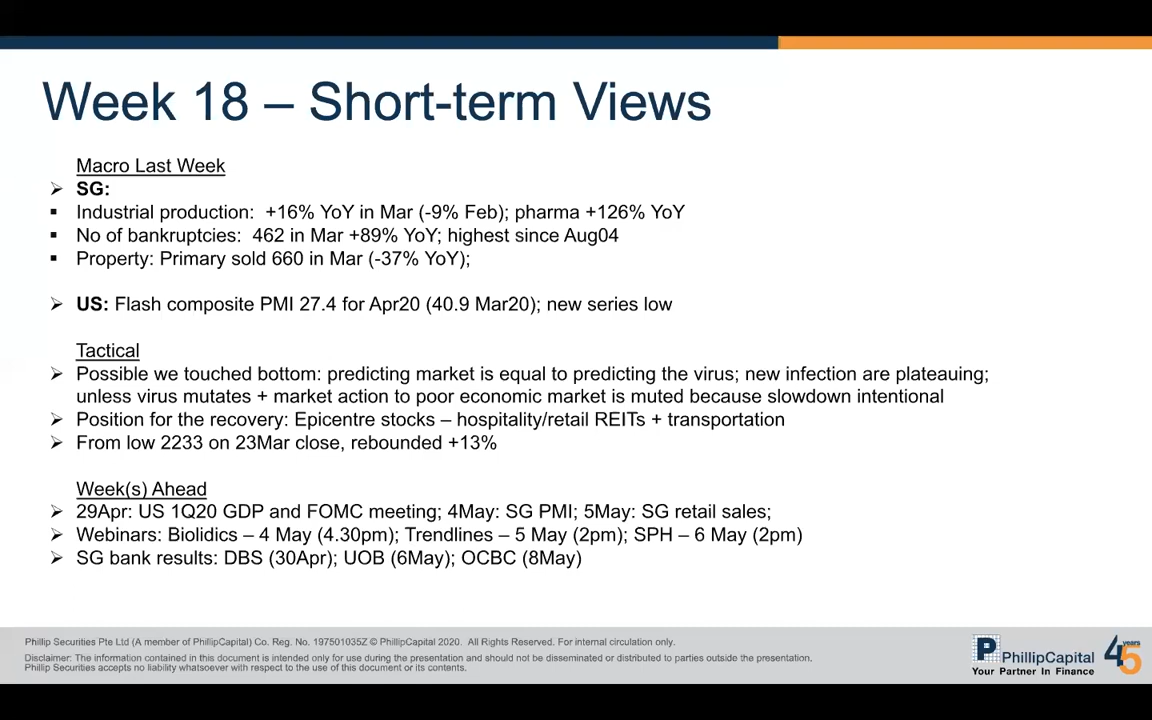 Week 18 – Short-term Views
Macro Last Week
➢ SG:
▪ Industrial production:  +16% YoY in Mar (-9% Feb); pharma +126% YoY
▪ No of bankruptcies:  462 in Mar +89% YoY; highest since Aug04
▪ Property: Primary sold 660 in Mar (-37% YoY);
➢ US: Flash composite PMI 27.4 for Apr20 (40.9 Mar20); new series low
Tactical
➢ Possible we touched bottom: predicting market is equal to predicting the virus; new infection are plateauing;
unless virus mutates + market action to poor economic market is muted because slowdown intentional
➢ Position for the recovery: Epicentre stocks – hospitality/retail REITs + transportation
➢ From low 2233 on 23Mar close, rebounded +13%
Week(s) Ahead
➢ 29Apr: US 1Q20 GDP and FOMC meeting; 4May: SG PMI; 5May: SG retail sales;
➢ Webinars: Biolidics – 4 May (4.30pm); Trendlines – 5 May (2pm); SPH – 6 May (2pm)
➢ SG bank results: DBS (30Apr); UOB (6May); OCBC (8May)
Phillip Securities Pte Ltd (A member of PhillipCapital) Co. Reg. No. 197501035Z © PhillipCapital 2020.  All Rights Reserved. For internal circulation only.
Disclaimer: The information contained in this document is intended only for use during the presentation and should not be disseminated or distributed to parties outside the presentation.
Phillip Securities accepts no liability whatsoever with respect to the use of this document or its contents.
P PhillipCapital
Your Partner In Finance
45 years